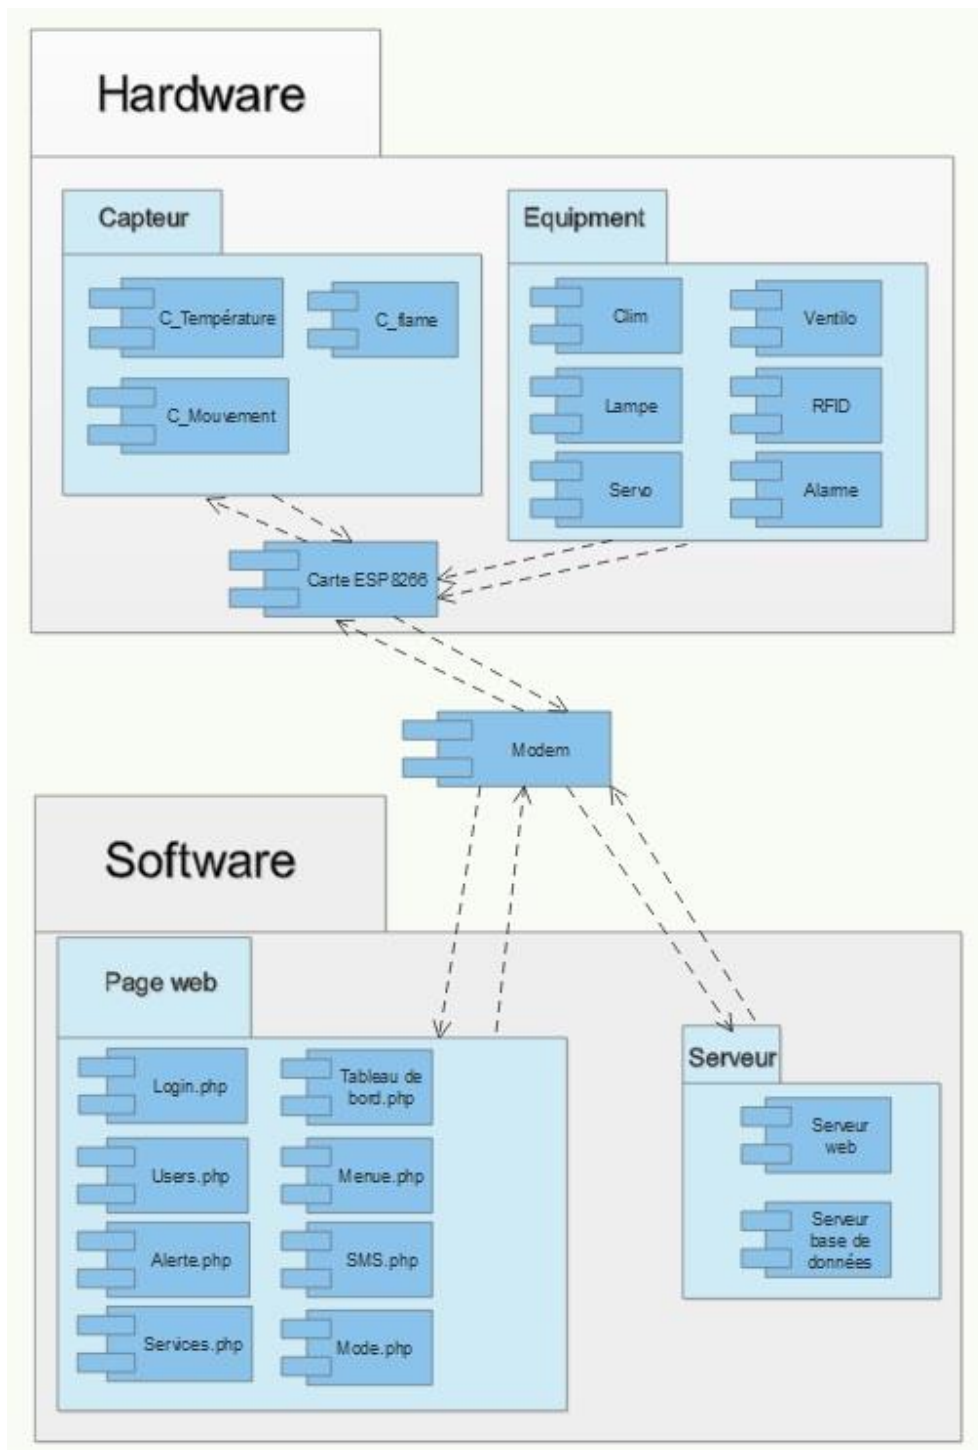 Hardware
Capteur
C_Température
C_flame
C_Mouvement
Equipment
Clim
Ventilo
Lampe
RFID
Servo
Alarme
Carte ESP8266
Modem
Software
Page web
Login.php
Tableau de
bord.php
Users.php
Menue.php
Alerte.php
SMS.php
Services.php
Mode.php
Serveur
Serveur
web
Serveur
base de
données